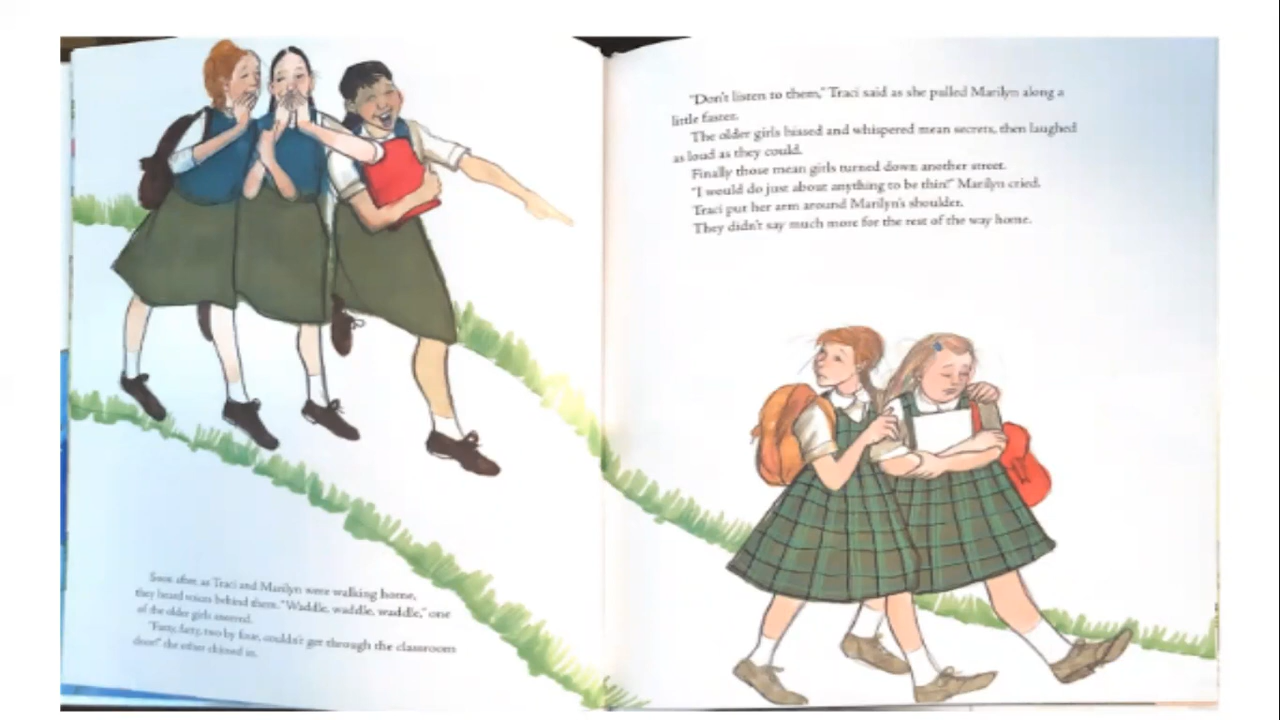 Soon after, as Traci and Marilyn were walking home,
they heard voices behind them. "Waddle, waddle, waddle," one
of the older girls sneered.
"Fatty, fatty, two by four, couldn't get through the classroom
door!" the other chimed in.
"Don't listen to them," Traci said as she pulled Marilyn along a
little faster.
The older girls hissed and whispered mean secrets, then laughed
as loud as they could.
Finally those mean girls turned down another street.
"I would do just about anything to be thin!" Marilyn cried.
Traci put her arm around Marilyn's shoulder.
They didn't say much more for the rest of the way home.